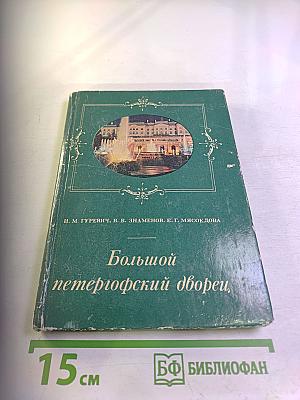 И. М. ГУРЕВИЧ, В. В. ЗНАМЕНОВ, Е. Г. МЯСОЕДОВА
Большой
петергофский дворец
15 см
БФ БИБЛИОФАН